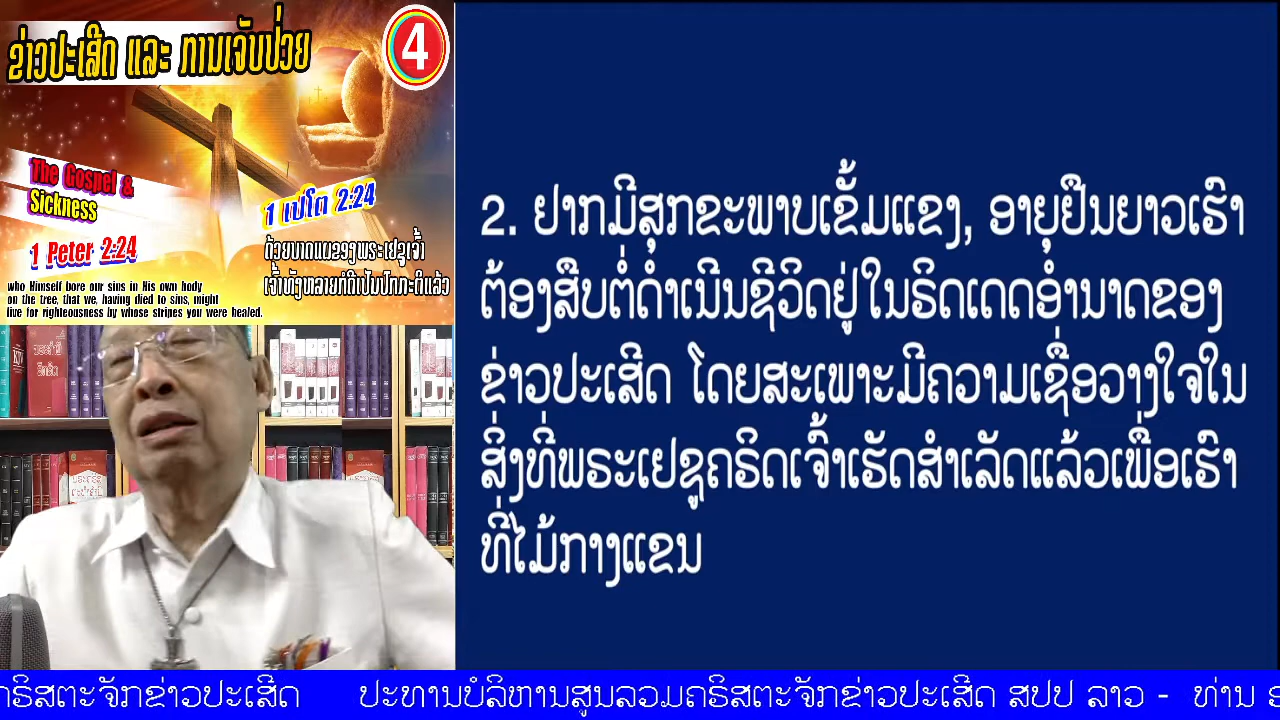 ຂ່າວປະເສີດ ແລະ ການເຈັບປ່ວຍ
4
The Gospel &
Sickness
1 ເປໂຕ 2:24
1 Peter 2:24
ດ້ວຍບາດແຜຂອງພຣະເຢຊູເຈົ້າ
ເຈົ້າທັງຫລາຍກໍດີເປັນປົກກະຕິແລ້ວ
who Himself bore our sins in His own body
on the tree, that we, having died to sins, might
live for righteousness by whose stripes you were healed.
2. ຢາກມີສຸກຂະພາບເຂັ້ມແຂງ, ອາຍຸຢືນຍາວເຮົາ
ຕ້ອງສືບຕໍ່ດຳເນີນຊີວິດຢູ່ໃນຣິດເດດອຳນາດຂອງ
ຂ່າວປະເສີດ ໂດຍສະເພາະມີຄວາມເຊື່ອວາງໃຈໃນ
ສິ່ງທີ່ພຣະເຢຊູຄຣິດເຈົ້າເຮັດສຳເລັດແລ້ວເພື່ອເຮົາ
ທີ່ໄມ້ກາງແຂນ
ຄຣິສຕະຈັກຂ່າວປະເສີດ ປະທານບໍລິຫານສູນລວມຄຣິສຕະຈັກຂ່າວປະເສີດ ສປປ ລາວ - ທ່ານ